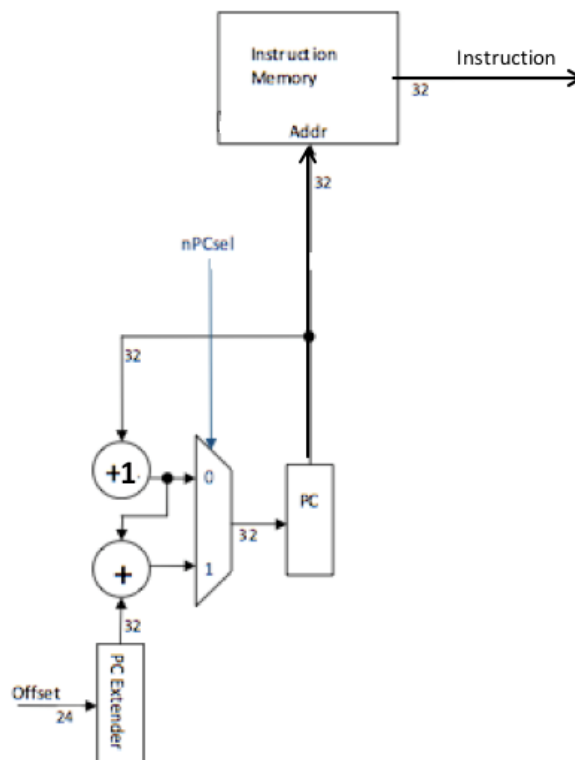 Instruction
Memory
Instruction
32
Addr
32
nPCsel
32
+1
0
PC
32
+
1
32
PC Extender
Offset
24